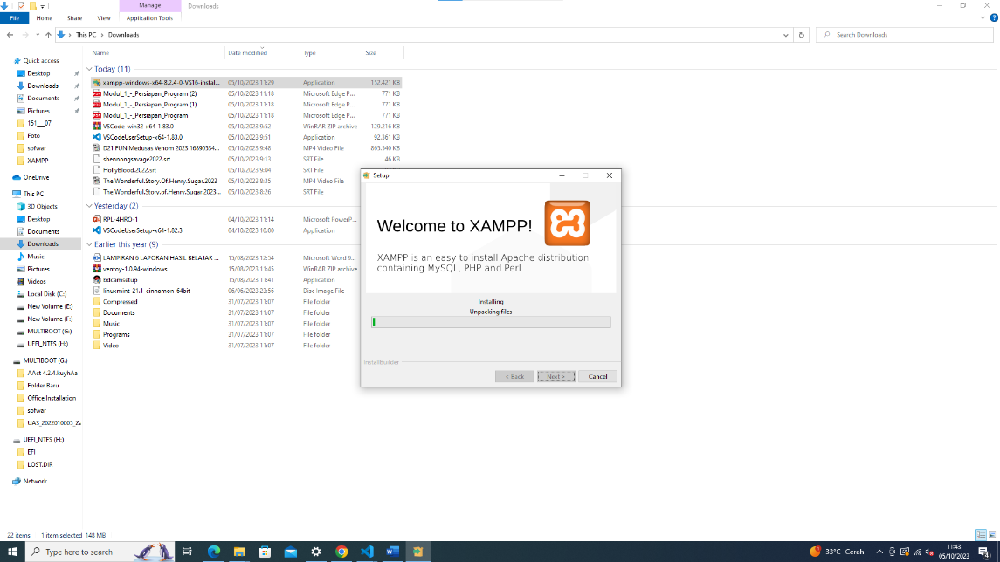 Manage
Downloads
File
Home
Share
View
Application Tools
This PC
Downloads
Search Downloads
Name
Date modified
Type
Size
Quick access
Desktop
Downloads
Documents
Pictures
151___07
Foto
sofwar
XAMPP
OneDrive
This PC
3D Objects
Desktop
Documents
Downloads
Music
Pictures
Videos
Local Disk (C:)
New Volume (E:)
New Volume (F:)
MULTIBOOT (G:)
UEFI_NTFS (H:)
MULTIBOOT (G:)
AAct 4.2.4.kuyhAa
Folder Baru
Office Installation
sofwar
UAS_2022010005_Za
UEFI_NTFS (H:)
EFI
LOST.DIR
Network
Today (11)
xampp-windows-x64-8.2.4-0-VS16-instal... 05/10/2023 11:29 Application 152.421 KB
Modul_1_-_Persiapan_Program (2) 05/10/2023 11:18 Microsoft Edge P... 771 KB
Modul_1_-_Persiapan_Program (1) 05/10/2023 11:18 Microsoft Edge P... 771 KB
Modul_1_-_Persiapan_Program 05/10/2023 11:18 Microsoft Edge P... 771 KB
VSCode-win32-x64-1.83.0 05/10/2023 9:52 WinRAR ZIP archive 129.216 KB
VSCodeUserSetup-x64-1.83.0 05/10/2023 9:51 Application 92.361 KB
D21 FUN Medusas Venom 2023 16890534... 05/10/2023 9:48 MP4 Video File 865.540 KB
shennongsavage2022.srt 05/10/2023 9:13 SRT File 46 KB
HollyBlood.2022.srt 05/10/2023 9:04 SRT File
The.Wonderful.Story.Of.Henry.Sugar.2023 05/10/2023 8:35 MP4 Video File
The.Wonderful.Story.of.Henry.Sugar.2023... 05/10/2023 8:26 SRT File
Yesterday (2)
RPL-4HRO-1 04/10/2023 11:14 Microsoft PowerP...
VSCodeUserSetup-x64-1.82.3 04/10/2023 10:00 Application
Earlier this year (9)
LAMPIRAN 6 LAPORAN HASIL BELAJAR ... 15/08/2023 12:54 Microsoft Word 9...
ventoy-1.0.94-windows 15/08/2023 11:45 WinRAR ZIP archive
bdcamsetup 15/08/2023 11:41 Application
linuxmint-21.1-cinnamon-64bit 06/06/2023 23:56 Disc Image File
Compressed 31/07/2023 11:07 File folder
Documents 31/07/2023 11:07 File folder
Music 31/07/2023 11:07 File folder
Programs 31/07/2023 11:07 File folder
Video 31/07/2023 11:07 File folder
Setup
Welcome to XAMPP!
XAMPP is an easy to install Apache distribution
containing MySQL, PHP and Perl
Installing
Unpacking files
InstallBuilder
< Back
Next >
Cancel
22 items 1 item selected 148 MB
Type here to search
33°C Cerah
11:43
05/10/2023